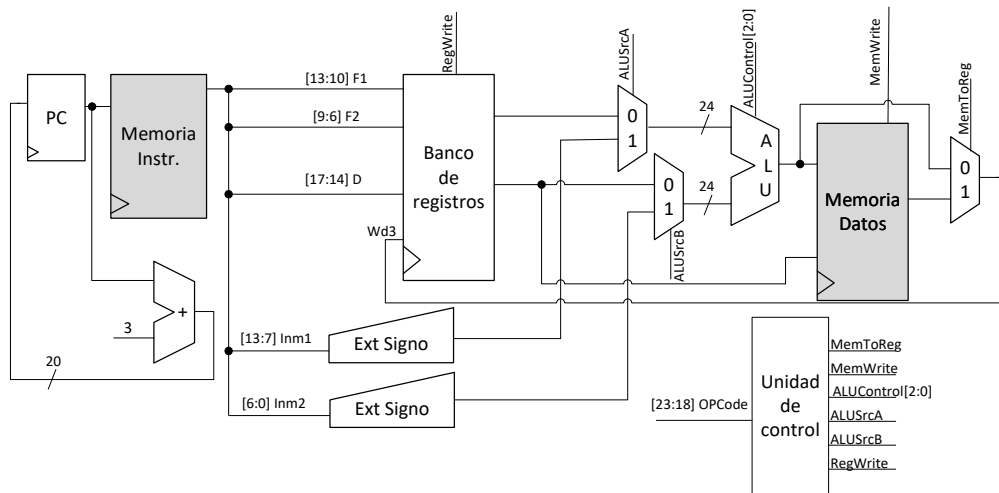 RegWrite
ALUSrcA
ALUControl[2:0]
MemWrite
MemToReg
PC
Memoria
Instr.
[13:10] F1
[9:6] F2
[17:14] D
Wd3
Banco
de
registros
0
1
0
1
ALUSrcB
24
24
A
L
U
Memoria
Datos
0
1
3
+
20
[13:7] Inm1
Ext Signo
[6:0] Inm2
Ext Signo
[23:18] OPCode
Unidad
de
control
MemToReg
MemWrite
ALUControl[2:0]
ALUSrcA
ALUSrcB
RegWrite